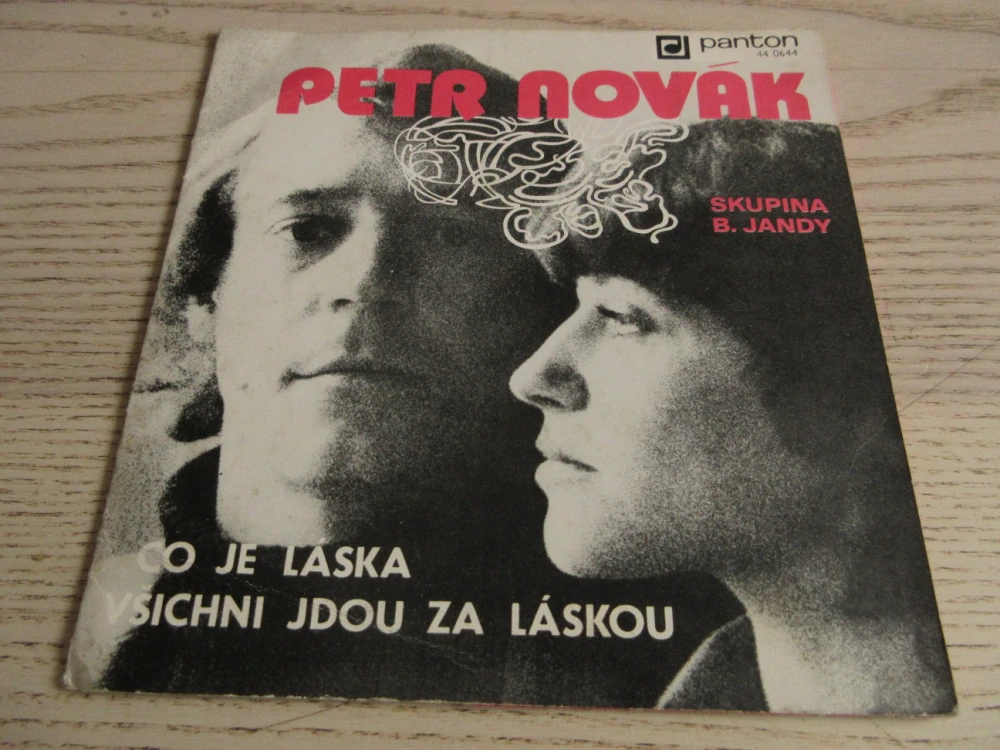 panton
44 0644
PETR NOVÁK
SKUPINA
B. JANDY
CO JE LÁSKA
VŠICHNI JDOU ZA LÁSKOU